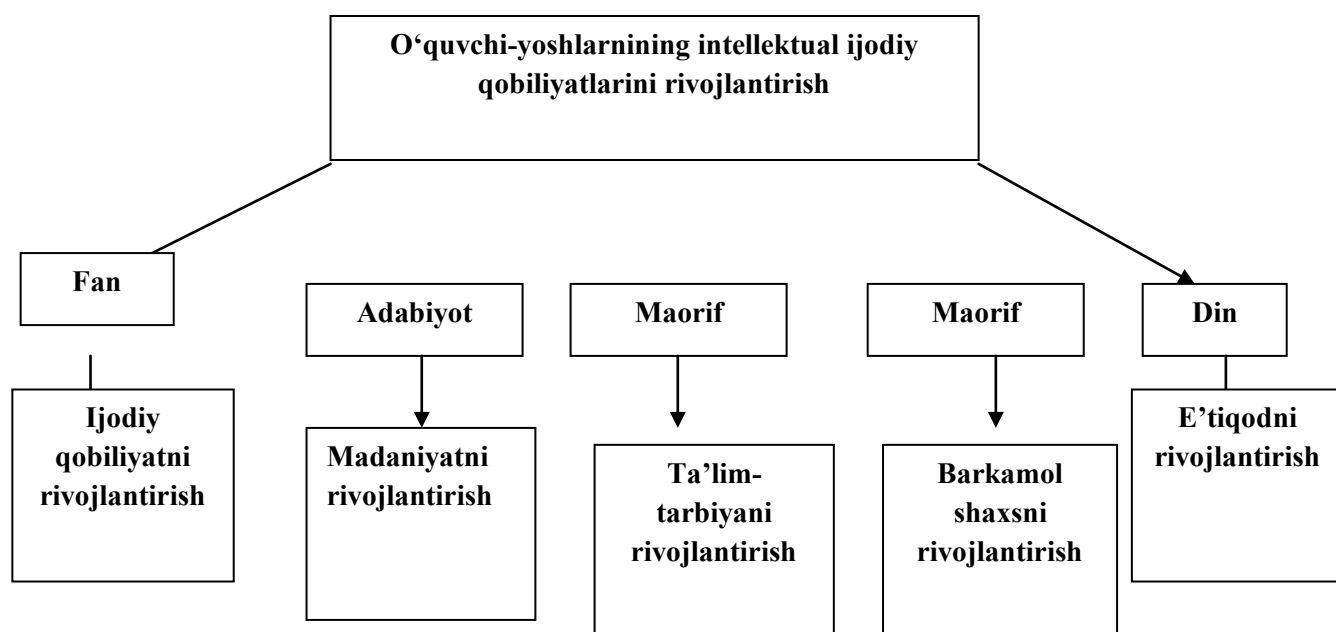 O‘quvchi-yoshlarnining intellektual ijodiy
qobiliyatlarini rivojlantirish
Fan
Adabiyot
Maorif
Maorif
Din
Ijodiy
qobiliyatni
rivojlantirish
Madaniyatni
rivojlantirish
Ta’lim-
tarbiyani
rivojlantirish
Barkamol
shaxsni
rivojlantirish
E’tiqodni
rivojlantirish